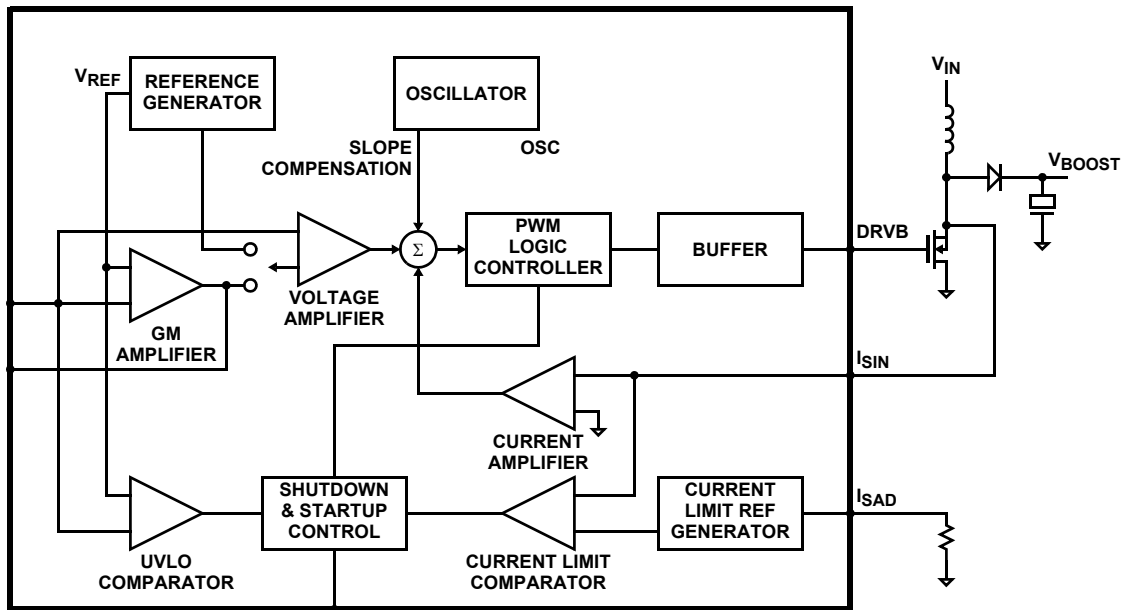 VREF
REFERENCE
GENERATOR
OSCILLATOR
SLOPE
COMPENSATION
OSC
VIN
VBOOST
Σ
PWM
LOGIC
CONTROLLER
BUFFER
DRVB
VOLTAGE
AMPLIFIER
GM
AMPLIFIER
ISIN
CURRENT
AMPLIFIER
SHUTDOWN
& STARTUP
CONTROL
CURRENT
LIMIT REF
GENERATOR
ISAD
UVLO
COMPARATOR
CURRENT LIMIT
COMPARATOR